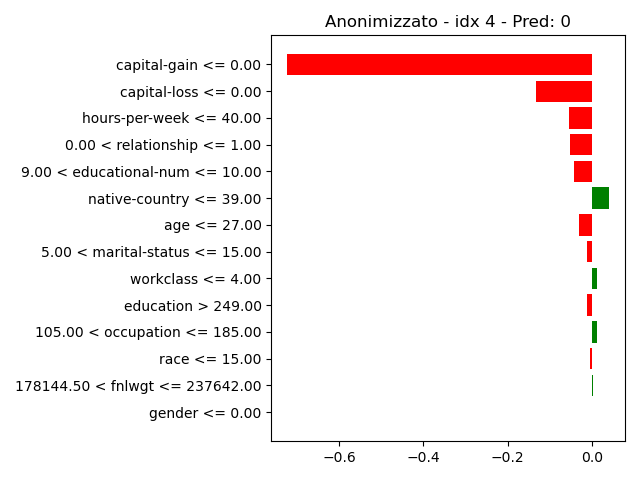 Anonimizzato - idx 4 - Pred: 0
capital-gain <= 0.00
capital-loss <= 0.00
hours-per-week <= 40.00
0.00 < relationship <= 1.00
9.00 < educational-num <= 10.00
native-country <= 39.00
age <= 27.00
5.00 < marital-status <= 15.00
workclass <= 4.00
education > 249.00
105.00 < occupation <= 185.00
race <= 15.00
178144.50 < fnlwgt <= 237642.00
gender <= 0.00
−0.6 −0.4 −0.2 0.0